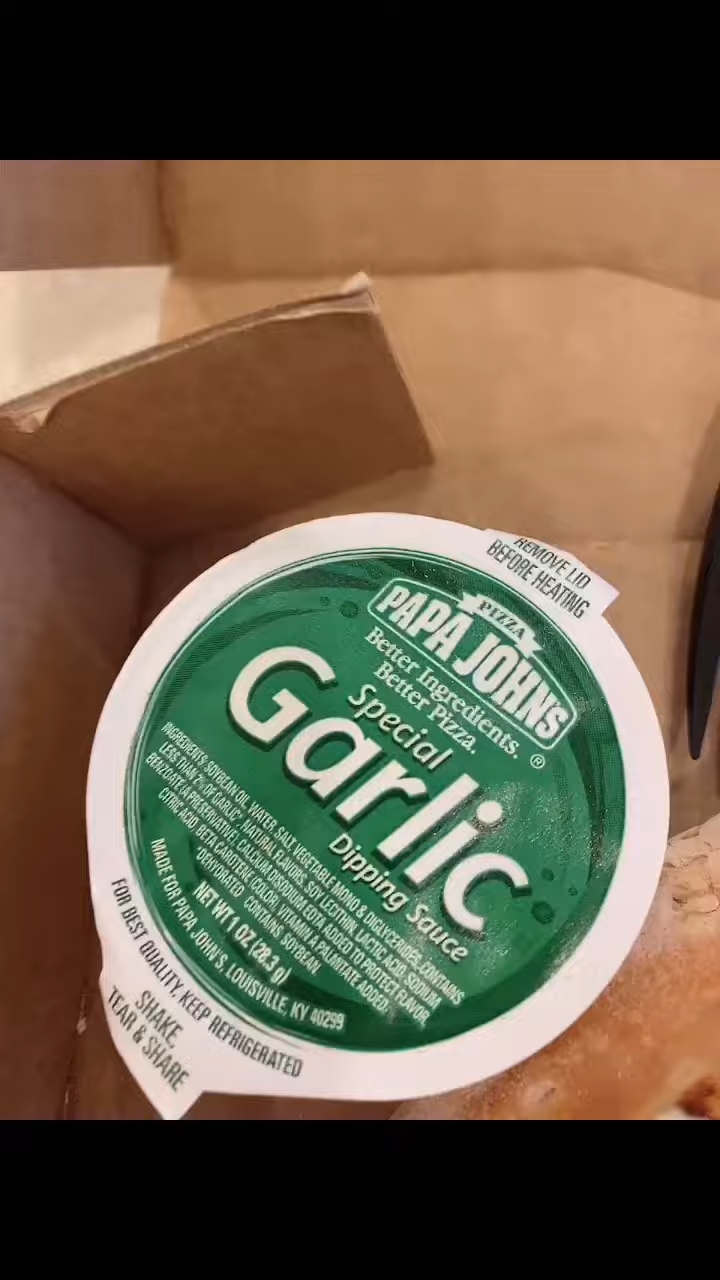 REMOVE LID
BEFORE HEATING
PIZZA
PAPA JOHNS
Better Ingredients.
Better Pizza.
®
Special
Garlic
Dipping Sauce
INGREDIENTS: SOYBEAN OIL, WATER, SALT, VEGETABLE MONO & DIGLYCERIDES, CONTAINS
LESS THAN 2% OF GARLIC*, NATURAL FLAVORS, SOY LECITHIN, LACTIC ACID, SODIUM
BENZOATE (A PRESERVATIVE), CALCIUM DISODIUM EDTA ADDED TO PROTECT FLAVOR,
CITRIC ACID, BETA CAROTENE COLOR, VITAMIN A PALMITATE ADDED.
*DEHYDRATED CONTAINS: SOYBEAN.
NET WT 1 OZ (28.3 g)
MADE FOR PAPA JOHN'S, LOUISVILLE, KY 40299
FOR BEST QUALITY, KEEP REFRIGERATED
SHAKE,
TEAR & SHARE